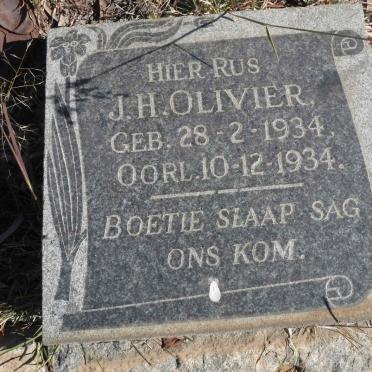 HIER RUS
J.H. OLIVIER,
GEB. 28-2-1934,
OORL. 10-12-1934.
BOETIE SLAAP SAG
ONS KOM.